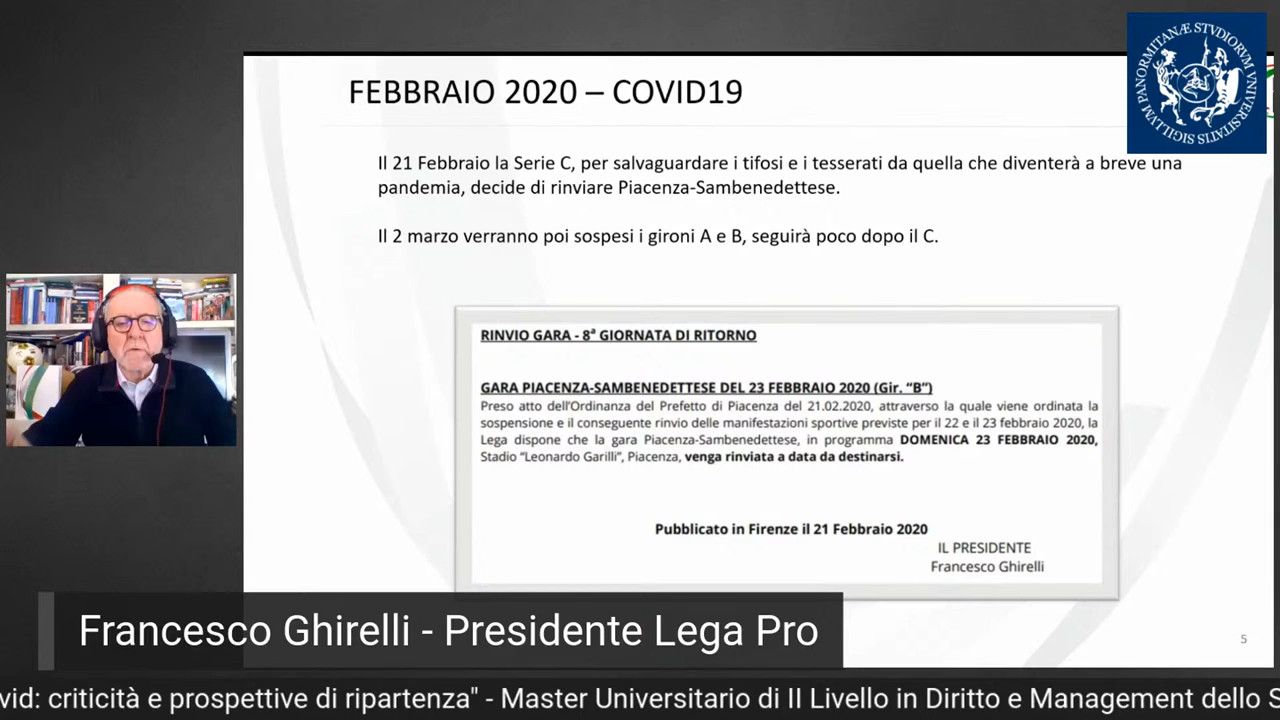 SIGILLVM PANORMITANÆ STVDIORVM VNIVERSITATIS
FEBBRAIO 2020 – COVID19
Il 21 Febbraio la Serie C, per salvaguardare i tifosi e i tesserati da quella che diventerà a breve una
pandemia, decide di rinviare Piacenza-Sambenedettese.
Il 2 marzo verranno poi sospesi i gironi A e B, seguirà poco dopo il C.
RINVIO GARA - 8ª GIORNATA DI RITORNO
GARA PIACENZA-SAMBENEDETTESE DEL 23 FEBBRAIO 2020 (Gir. “B”)
Preso atto dell’Ordinanza del Prefetto di Piacenza del 21.02.2020, attraverso la quale viene ordinata la
sospensione e il conseguente rinvio delle manifestazioni sportive previste per il 22 e il 23 febbraio 2020, la
Lega dispone che la gara Piacenza-Sambenedettese, in programma DOMENICA 23 FEBBRAIO 2020,
Stadio “Leonardo Garilli”, Piacenza, venga rinviata a data da destinarsi.
Pubblicato in Firenze il 21 Febbraio 2020
IL PRESIDENTE
Francesco Ghirelli
Francesco Ghirelli - Presidente Lega Pro
5
vid: criticità e prospettive di ripartenza" - Master Universitario di II Livello in Diritto e Management dello S